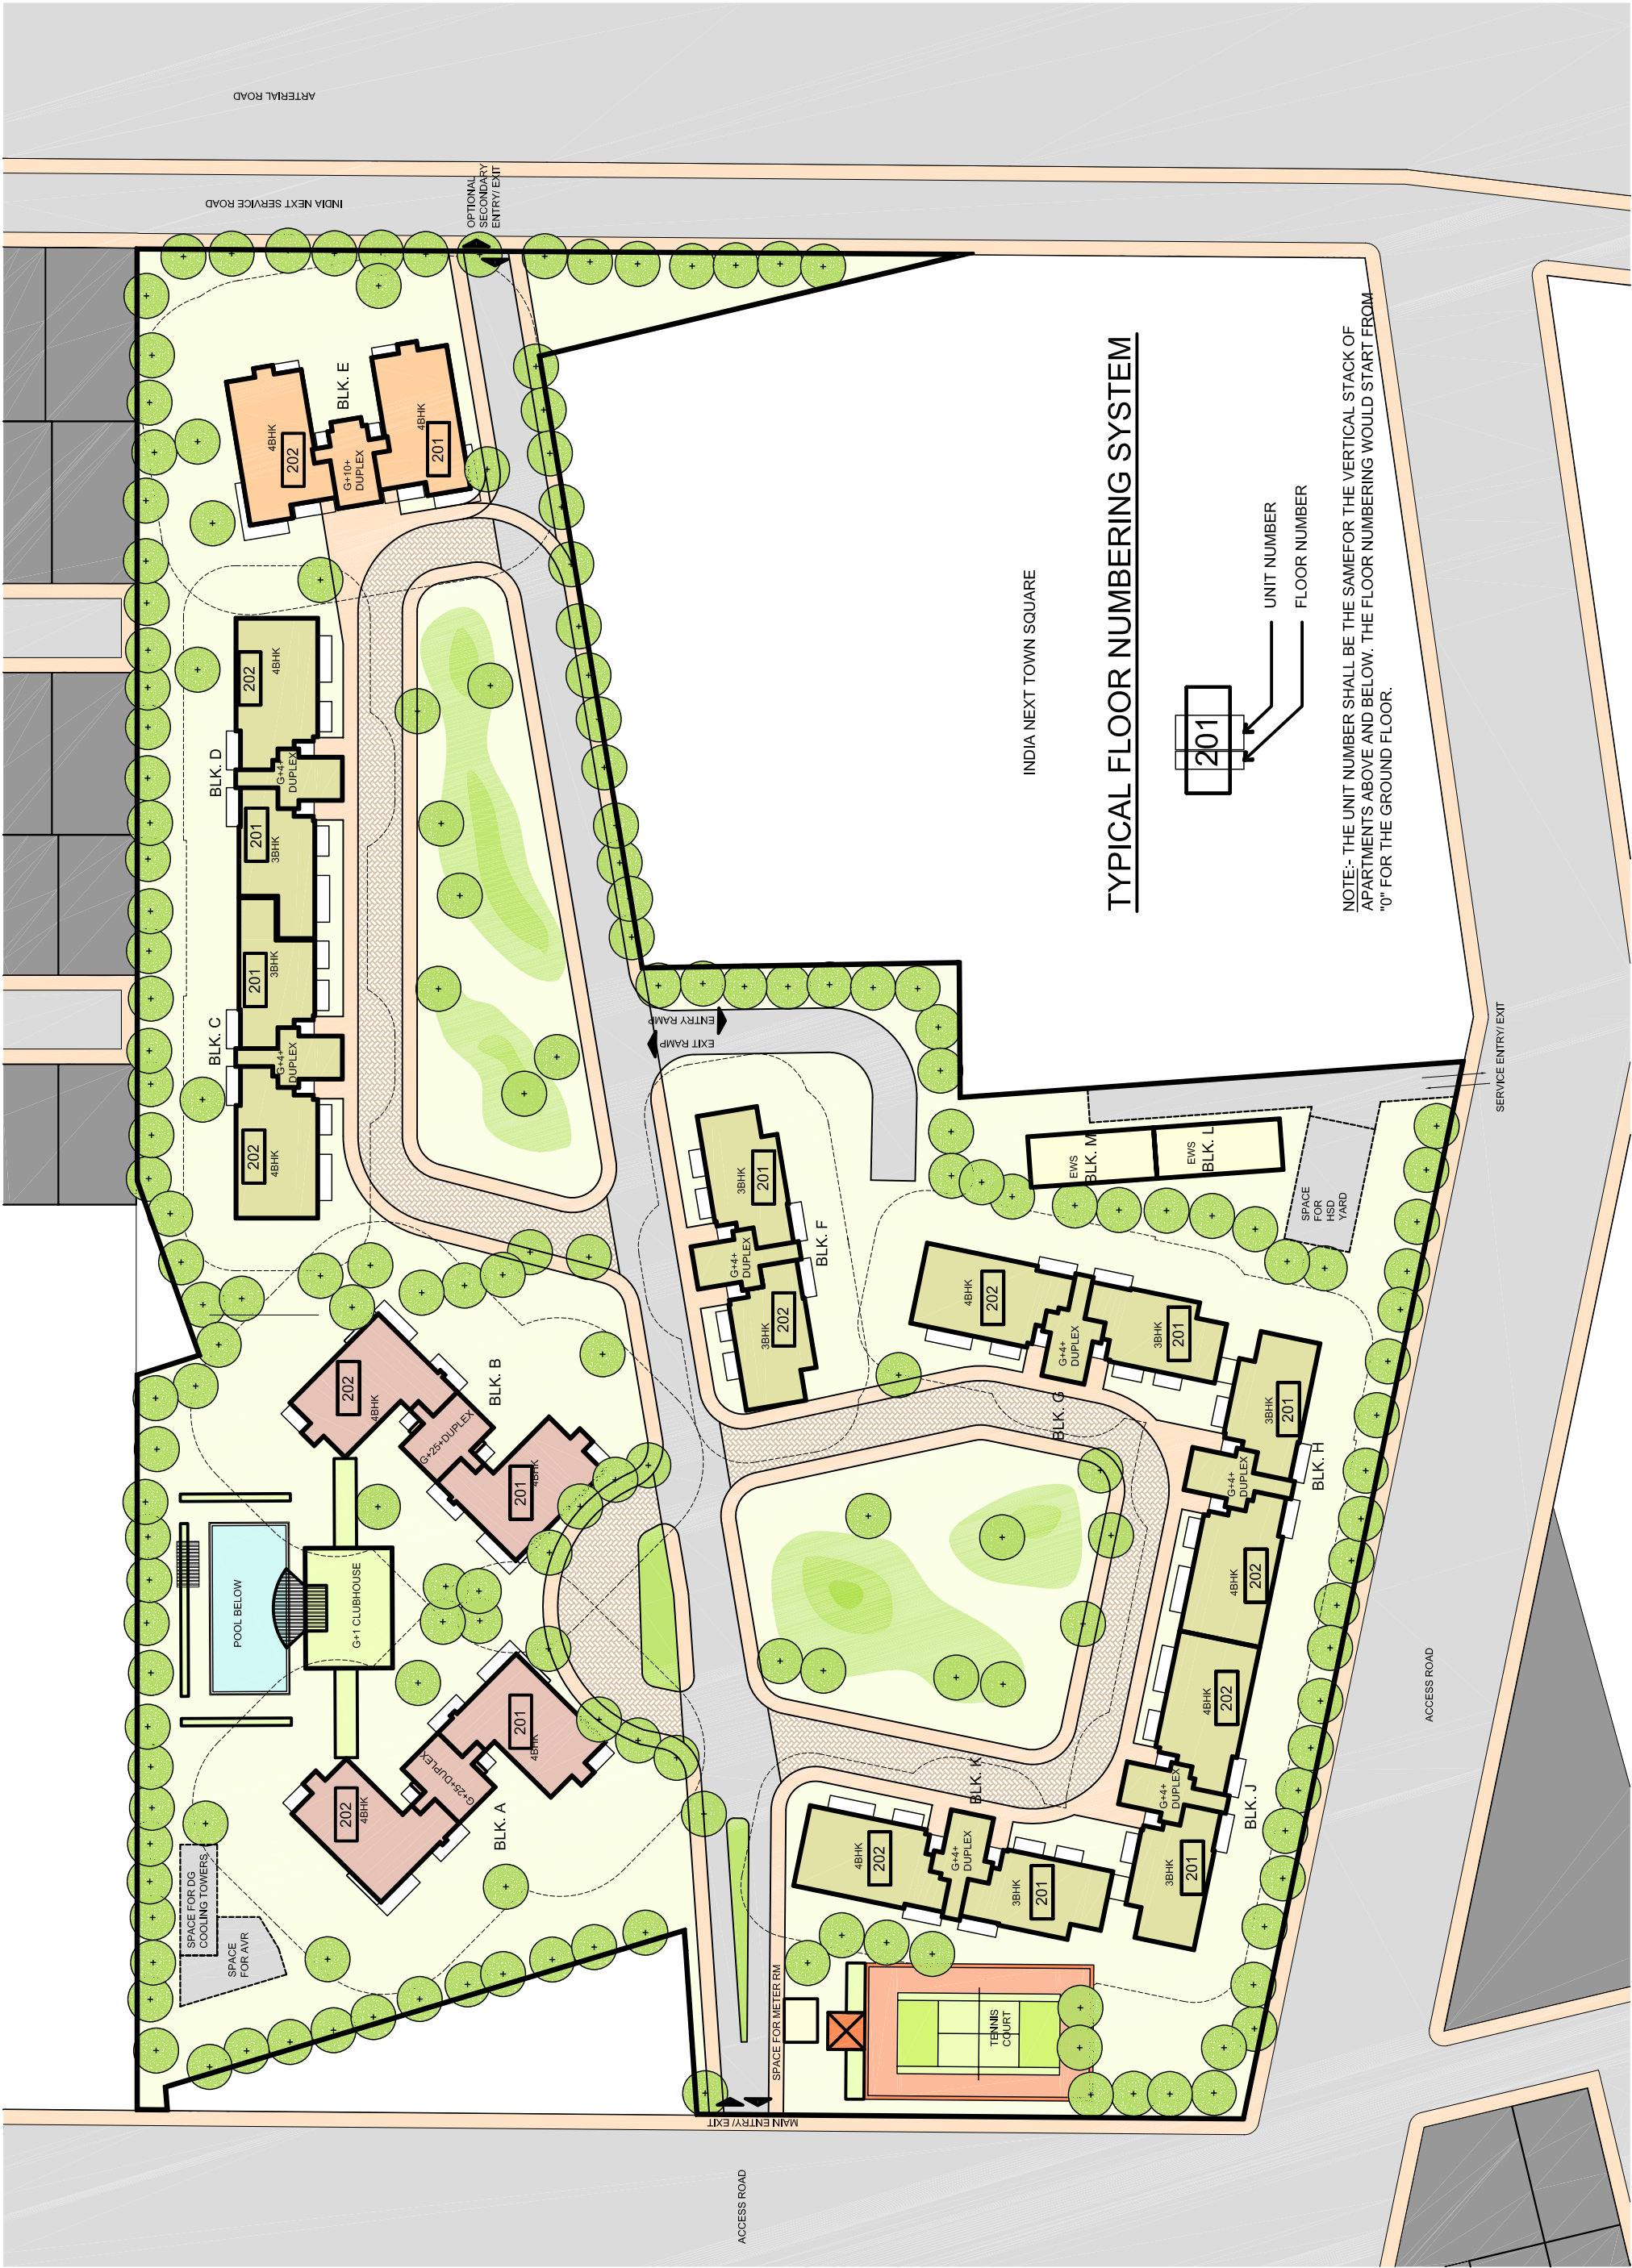 ARTERIAL ROAD
INDIA NEXT SERVICE ROAD
OPTIONAL
SECONDARY
ENTRY/ EXIT
BLK. E
4BHK
202
G+10+
DUPLEX
4BHK
201
BLK. D
202
4BHK
G+4+
DUPLEX
201
3BHK
BLK. C
201
3BHK
G+4+
DUPLEX
202
4BHK
BLK. B
202
4BHK
G+25+DUPLEX
201
4BHK
POOL BELOW
G+1 CLUBHOUSE
BLK. A
201
4BHK
G+25+DUPLEX
202
4BHK
SPACE FOR DG
COOLING TOWERS
SPACE
FOR AVR
ENTRY RAMP
EXIT RAMP
BLK. F
3BHK
201
G+4+
DUPLEX
3BHK
202
EWS
BLK. M
EWS
BLK. L
SPACE
FOR
HSD
YARD
SERVICE ENTRY/ EXIT
BLK. G
4BHK
202
G+4+
DUPLEX
3BHK
201
BLK. H
3BHK
201
G+4+
DUPLEX
4BHK
202
BLK. J
4BHK
202
G+4+
DUPLEX
3BHK
201
BLK. K
4BHK
202
G+4+
DUPLEX
3BHK
201
TENNIS
COURT
SPACE FOR METER RM
MAIN ENTRY/ EXIT
ACCESS ROAD
ACCESS ROAD
INDIA NEXT TOWN SQUARE
TYPICAL FLOOR NUMBERING SYSTEM
201
UNIT NUMBER
FLOOR NUMBER
NOTE:- THE UNIT NUMBER SHALL BE THE SAMEFOR THE VERTICAL STACK OF
APARTMENTS ABOVE AND BELOW. THE FLOOR NUMBERING WOULD START FROM
"0" FOR THE GROUND FLOOR.